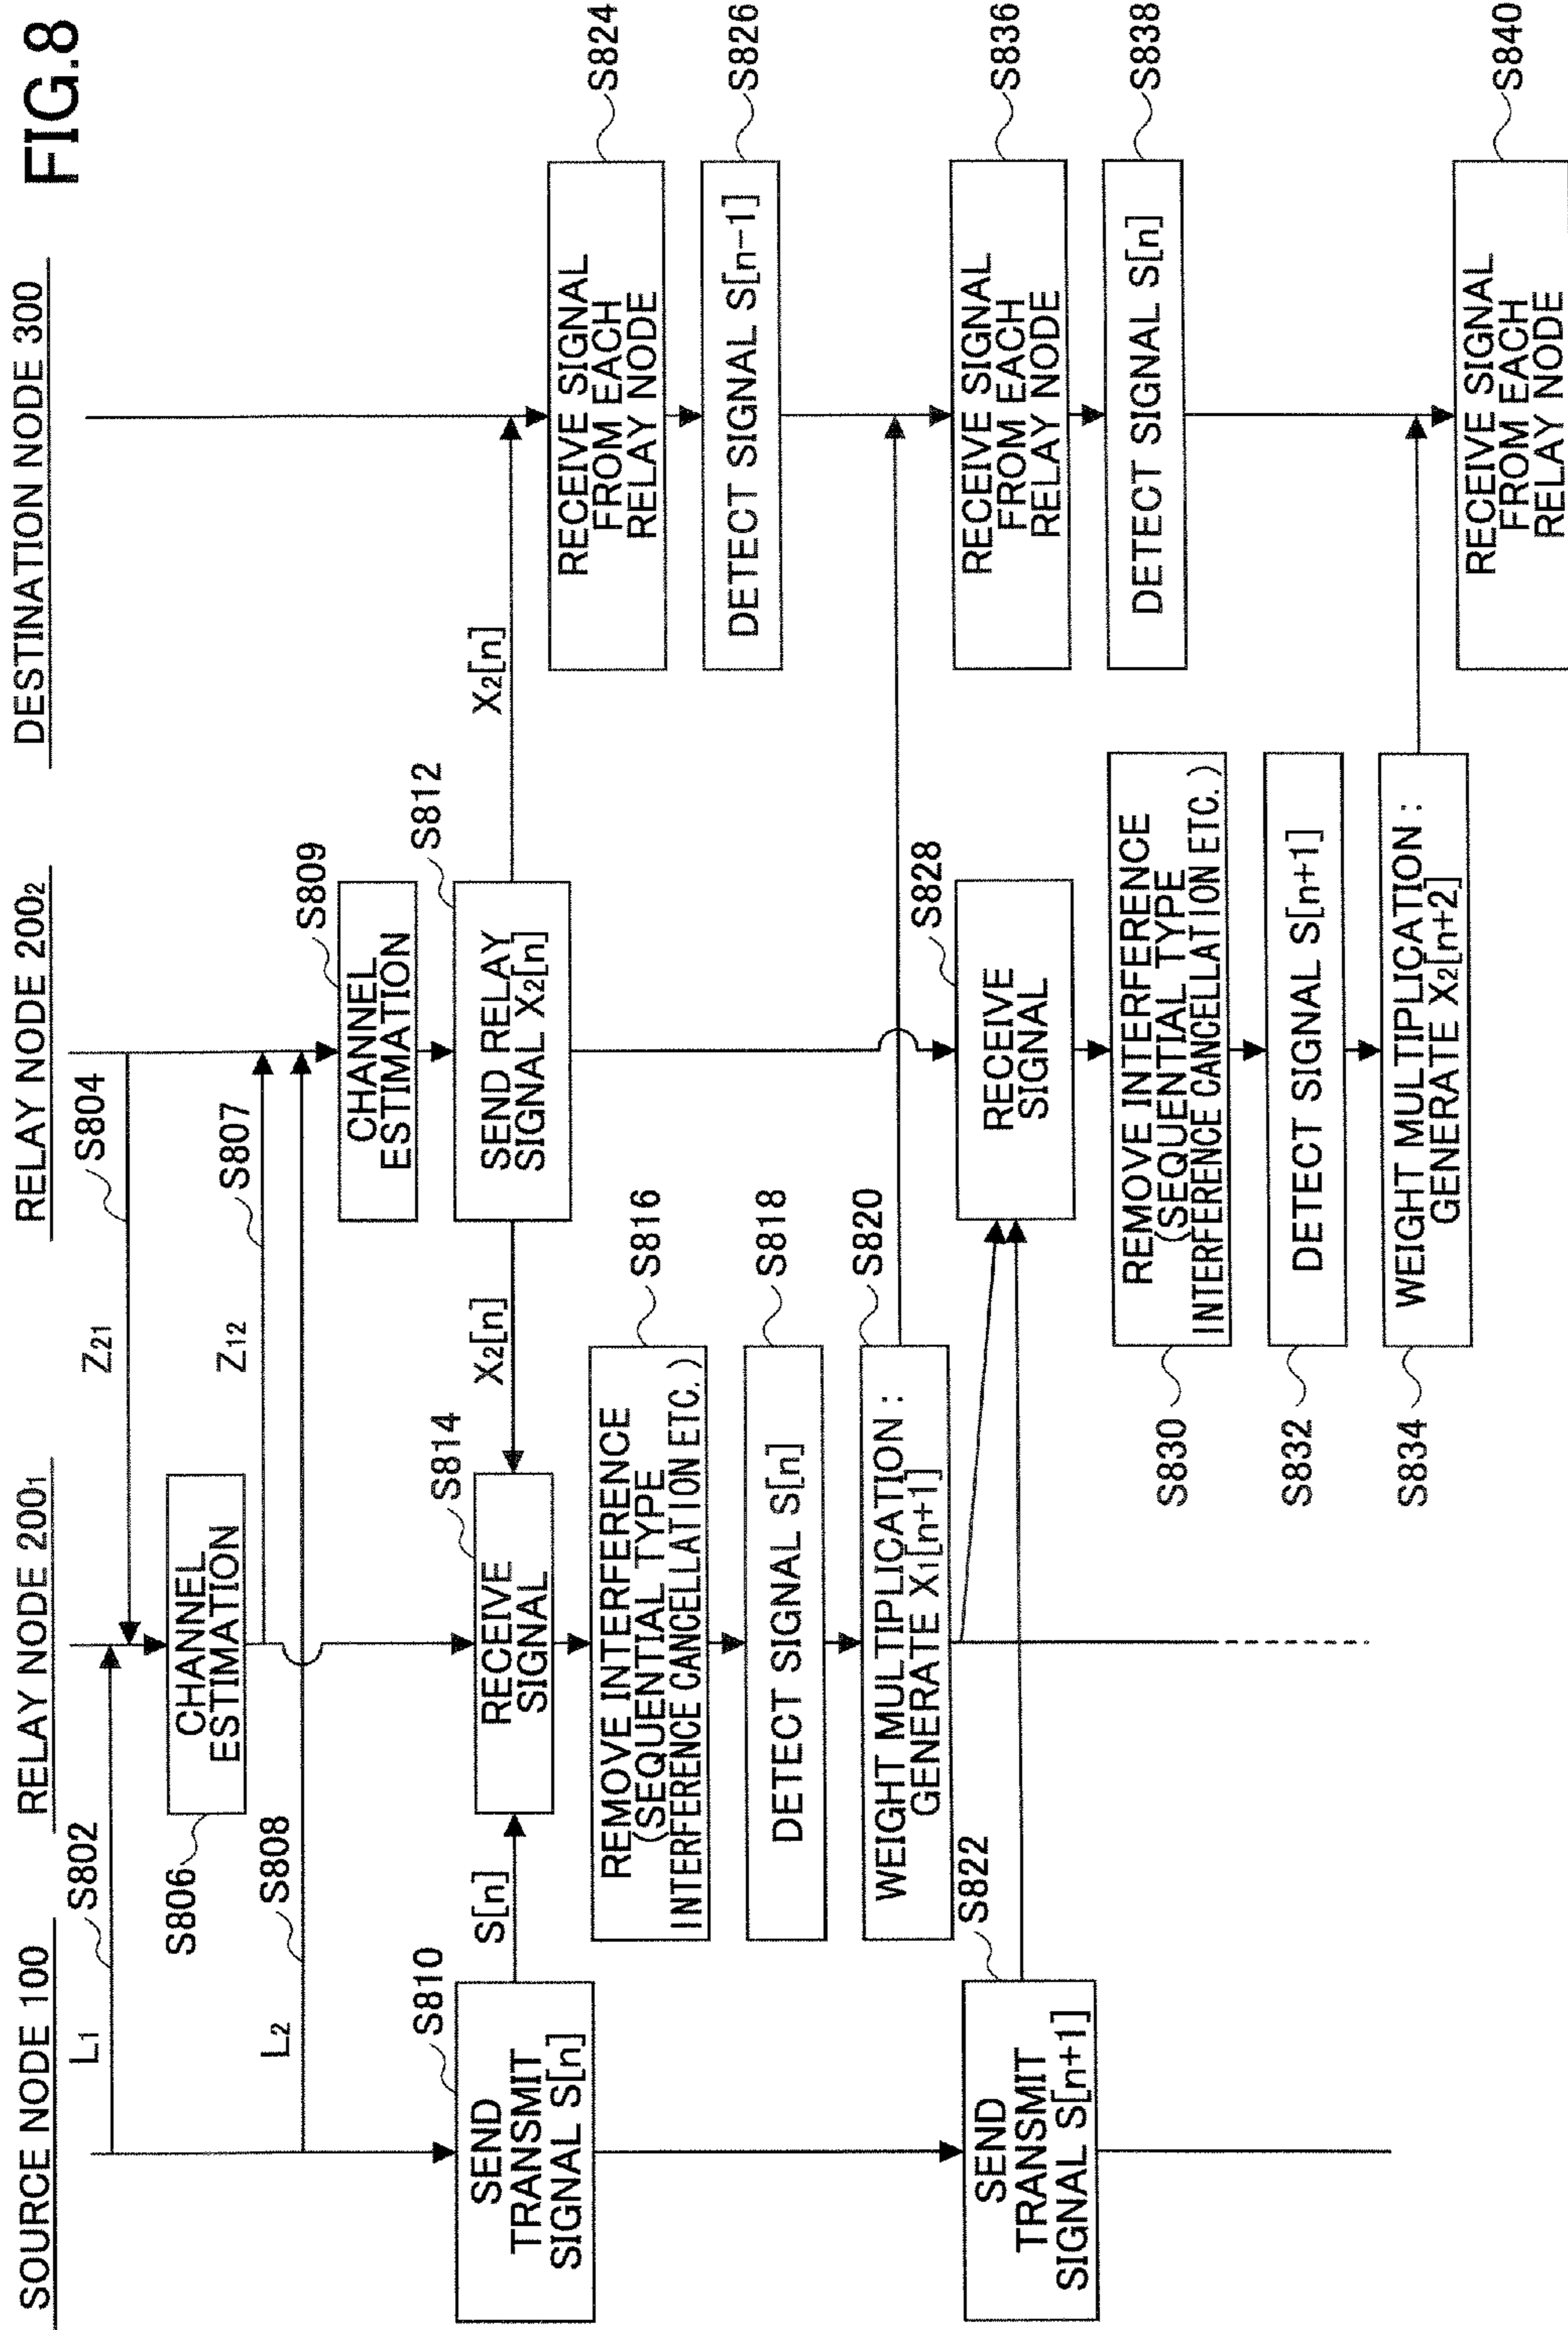 FIG.8
SOURCE NODE 100
RELAY NODE 200₁
RELAY NODE 200₂
DESTINATION NODE 300
L₁
S802
Z₂₁
S804
S806
CHANNEL
ESTIMATION
Z₁₂
S807
L₂
S808
S809
CHANNEL
ESTIMATION
S810
SEND
TRANSMIT
SIGNAL S[n]
S[n]
S814
RECEIVE
SIGNAL
X₂[n]
S812
SEND RELAY
SIGNAL X₂[n]
X₂[n]
S824
RECEIVE SIGNAL
FROM EACH
RELAY NODE
REMOVE INTERFERENCE
(SEQUENTIAL TYPE
INTERFERENCE CANCELLATION ETC.)
S816
DETECT SIGNAL S[n]
S818
DETECT SIGNAL S[n-1]
S826
WEIGHT MULTIPLICATION :
GENERATE X₁[n+1]
S820
S822
SEND
TRANSMIT
SIGNAL S[n+1]
S828
RECEIVE
SIGNAL
RECEIVE SIGNAL
FROM EACH
RELAY NODE
S836
S830
REMOVE INTERFERENCE
(SEQUENTIAL TYPE
INTERFERENCE CANCELLATION ETC.)
DETECT SIGNAL S[n]
S838
S832
DETECT SIGNAL S[n+1]
S834
WEIGHT MULTIPLICATION :
GENERATE X₂[n+2]
RECEIVE SIGNAL
FROM EACH
RELAY NODE
S840